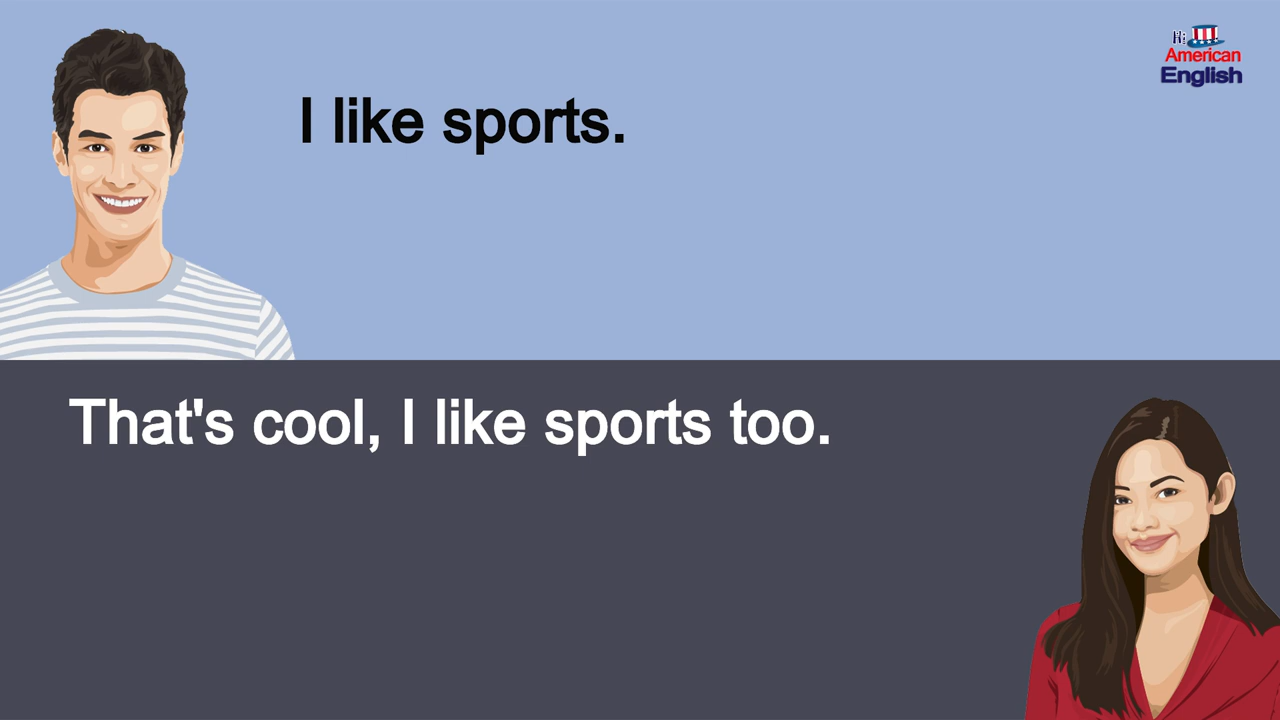 Hi
American
English
I like sports.
That's cool, I like sports too.